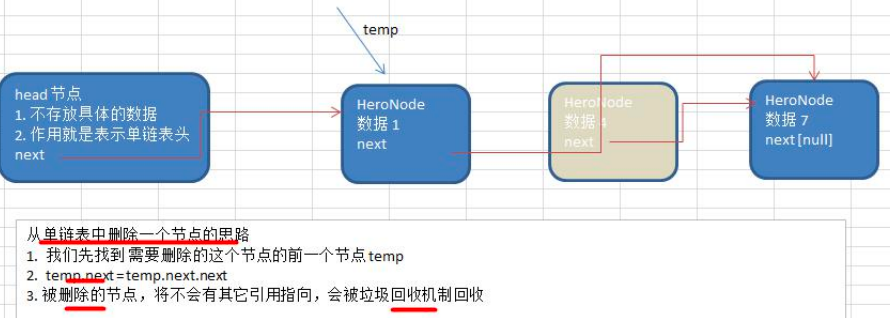 temp
head 节点
1. 不存放具体的数据
2. 作用就是表示单链表头
next
HeroNode
数据 1
next
HeroNode
数据 4
next
HeroNode
数据 7
next [null]
从单链表中删除一个节点的思路
1. 我们先找到 需要删除的这个节点的前一个节点 temp
2. temp.next = temp.next.next
3. 被删除的节点，将不会有其它引用指向，会被垃圾回收机制回收